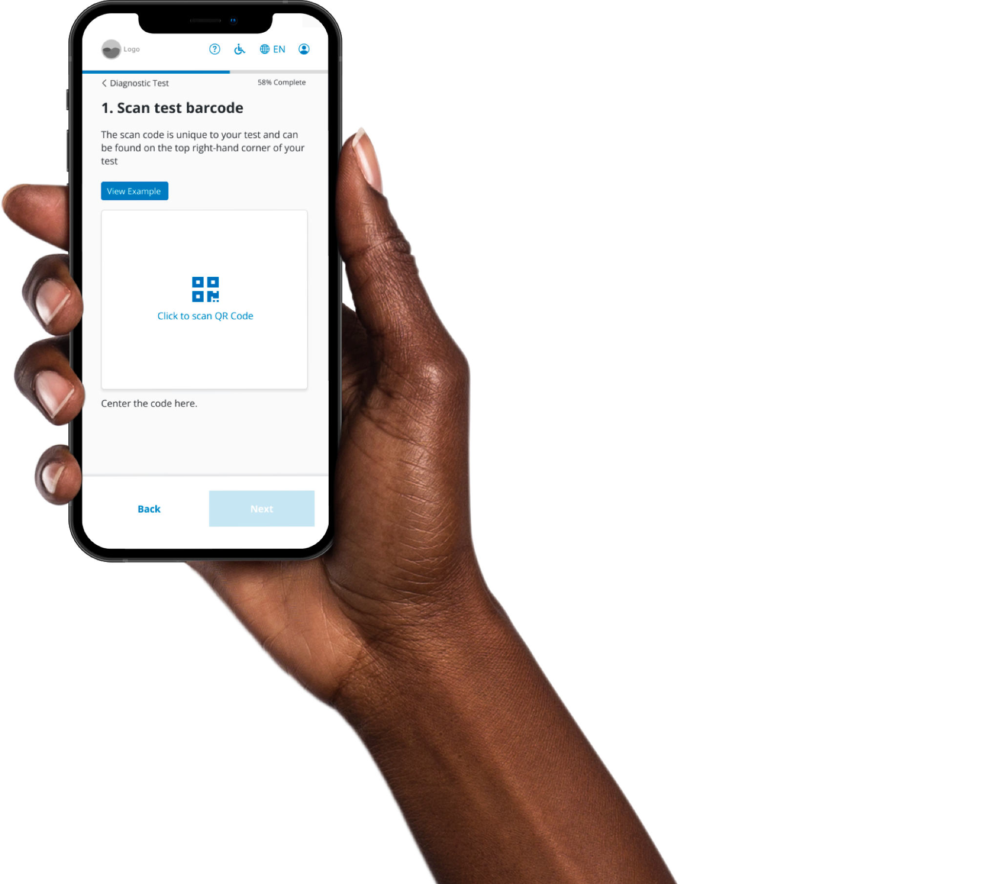 Logo
EN
Diagnostic Test
58% Complete
1. Scan test barcode
The scan code is unique to your test and can
be found on the top right-hand corner of your
test
View Example
Click to scan QR Code
Center the code here.
Back
Next